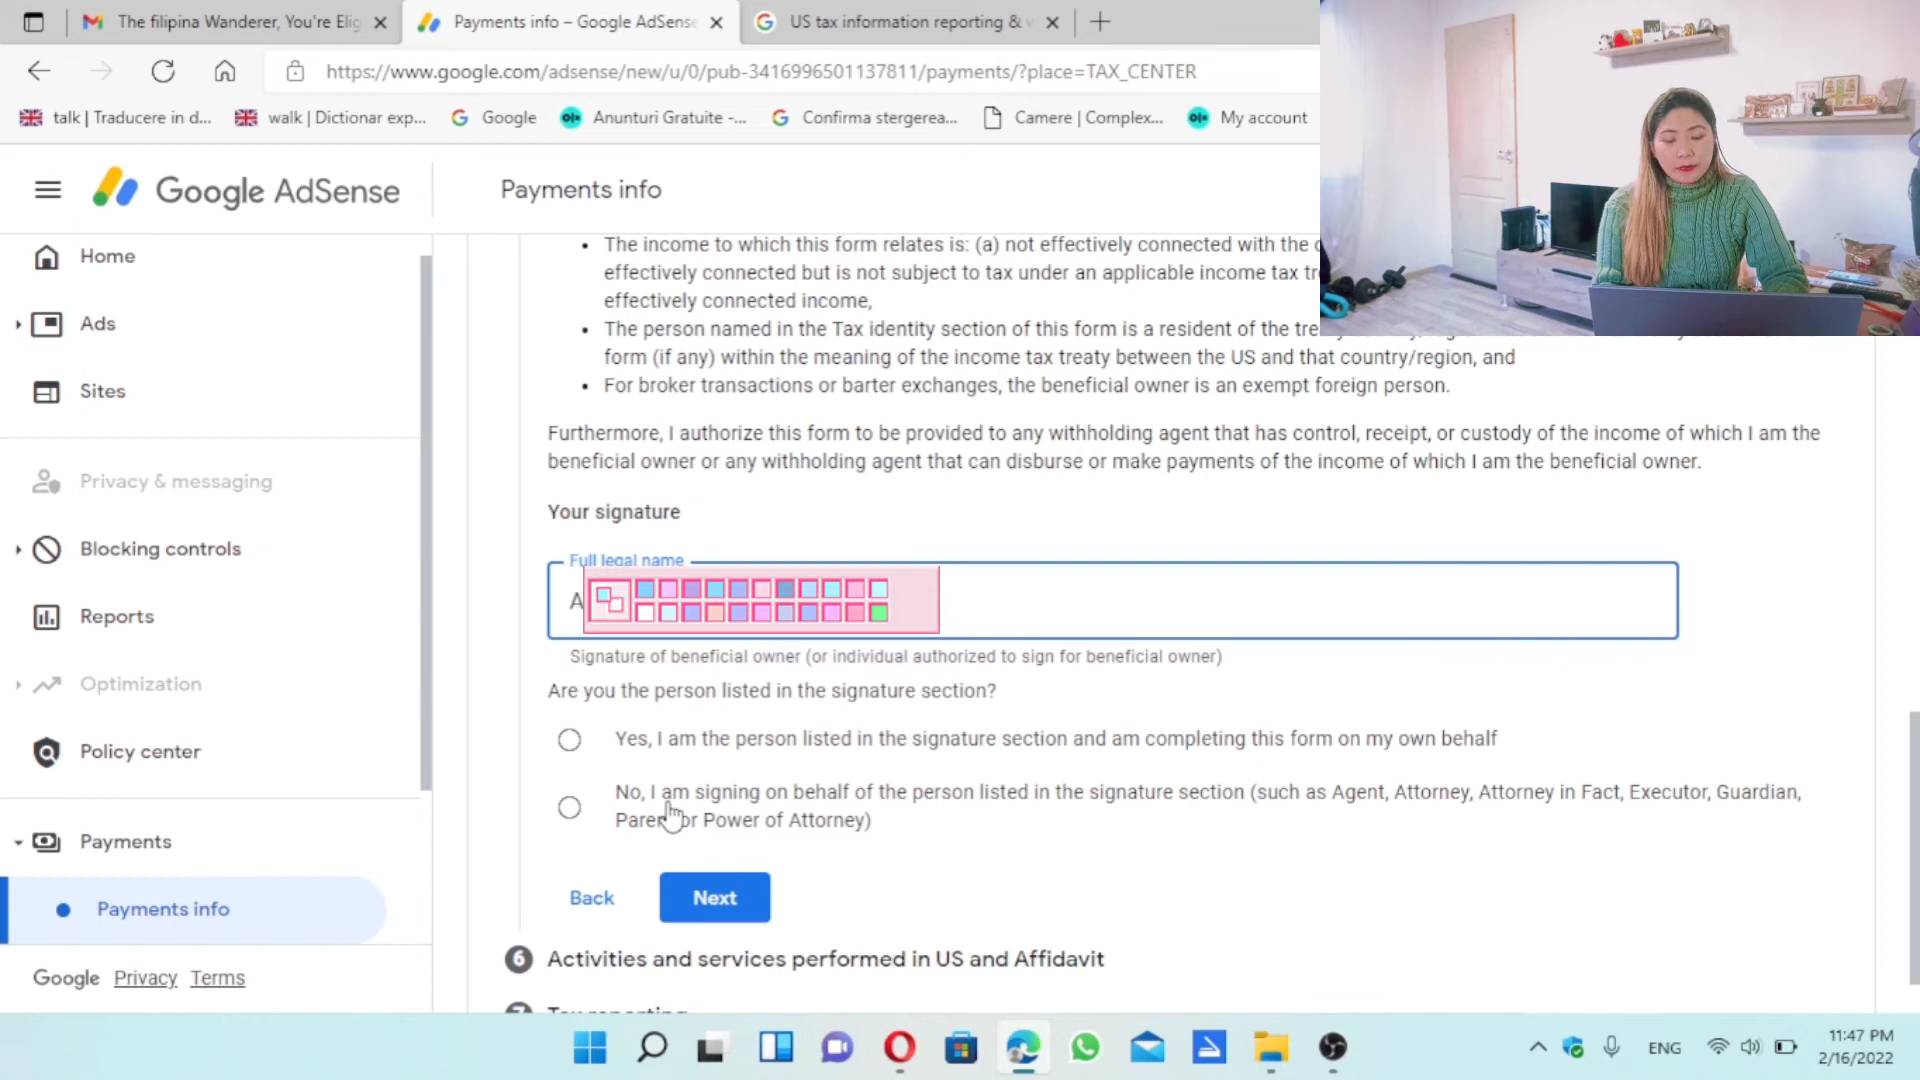 The filipina Wanderer, You're Elig
Payments info – Google AdSense
US tax information reporting &
https://www.google.com/adsense/new/u/0/pub-3416996501137811/payments/?place=TAX_CENTER
talk | Traducere in d...
walk | Dictionar exp...
Google
Anunturi Gratuite -...
Confirma stergerea...
Camere | Complex...
My account
Google AdSense
Payments info
Home
Ads
Sites
Privacy & messaging
Blocking controls
Reports
Optimization
Policy center
Payments
Payments info
Google Privacy Terms
The income to which this form relates is: (a) not effectively connected with the
effectively connected but is not subject to tax under an applicable income tax
effectively connected income,
The person named in the Tax identity section of this form is a resident of the
form (if any) within the meaning of the income tax treaty between the US and that country/region, and
For broker transactions or barter exchanges, the beneficial owner is an exempt foreign person.
Furthermore, I authorize this form to be provided to any withholding agent that has control, receipt, or custody of the income of which I am the
beneficial owner or any withholding agent that can disburse or make payments of the income of which I am the beneficial owner.
Your signature
Full legal name
A
Signature of beneficial owner (or individual authorized to sign for beneficial owner)
Are you the person listed in the signature section?
Yes, I am the person listed in the signature section and am completing this form on my own behalf
No, I am signing on behalf of the person listed in the signature section (such as Agent, Attorney, Attorney in Fact, Executor, Guardian,
Parent or Power of Attorney)
Back
Next
6 Activities and services performed in US and Affidavit
7 Tax reporting
ENG
11:47 PM
2/16/2022